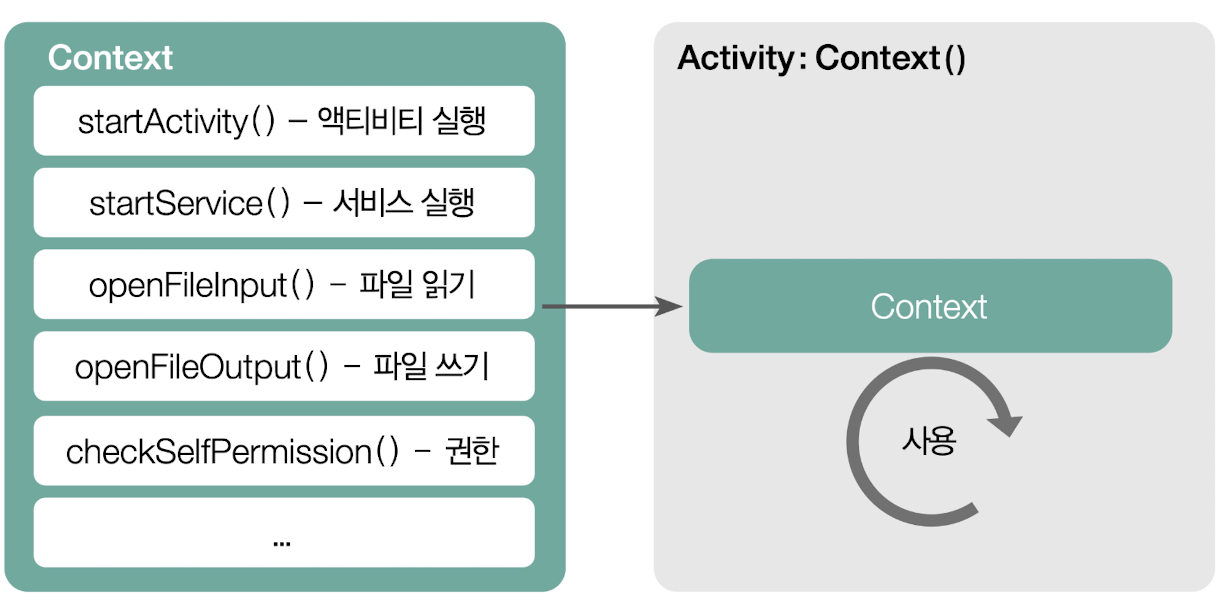 Context
startActivity() – 액티비티 실행
startService() – 서비스 실행
openFileInput() – 파일 읽기
openFileOutput() – 파일 쓰기
checkSelfPermission() – 권한
...
Activity: Context()
Context
사용